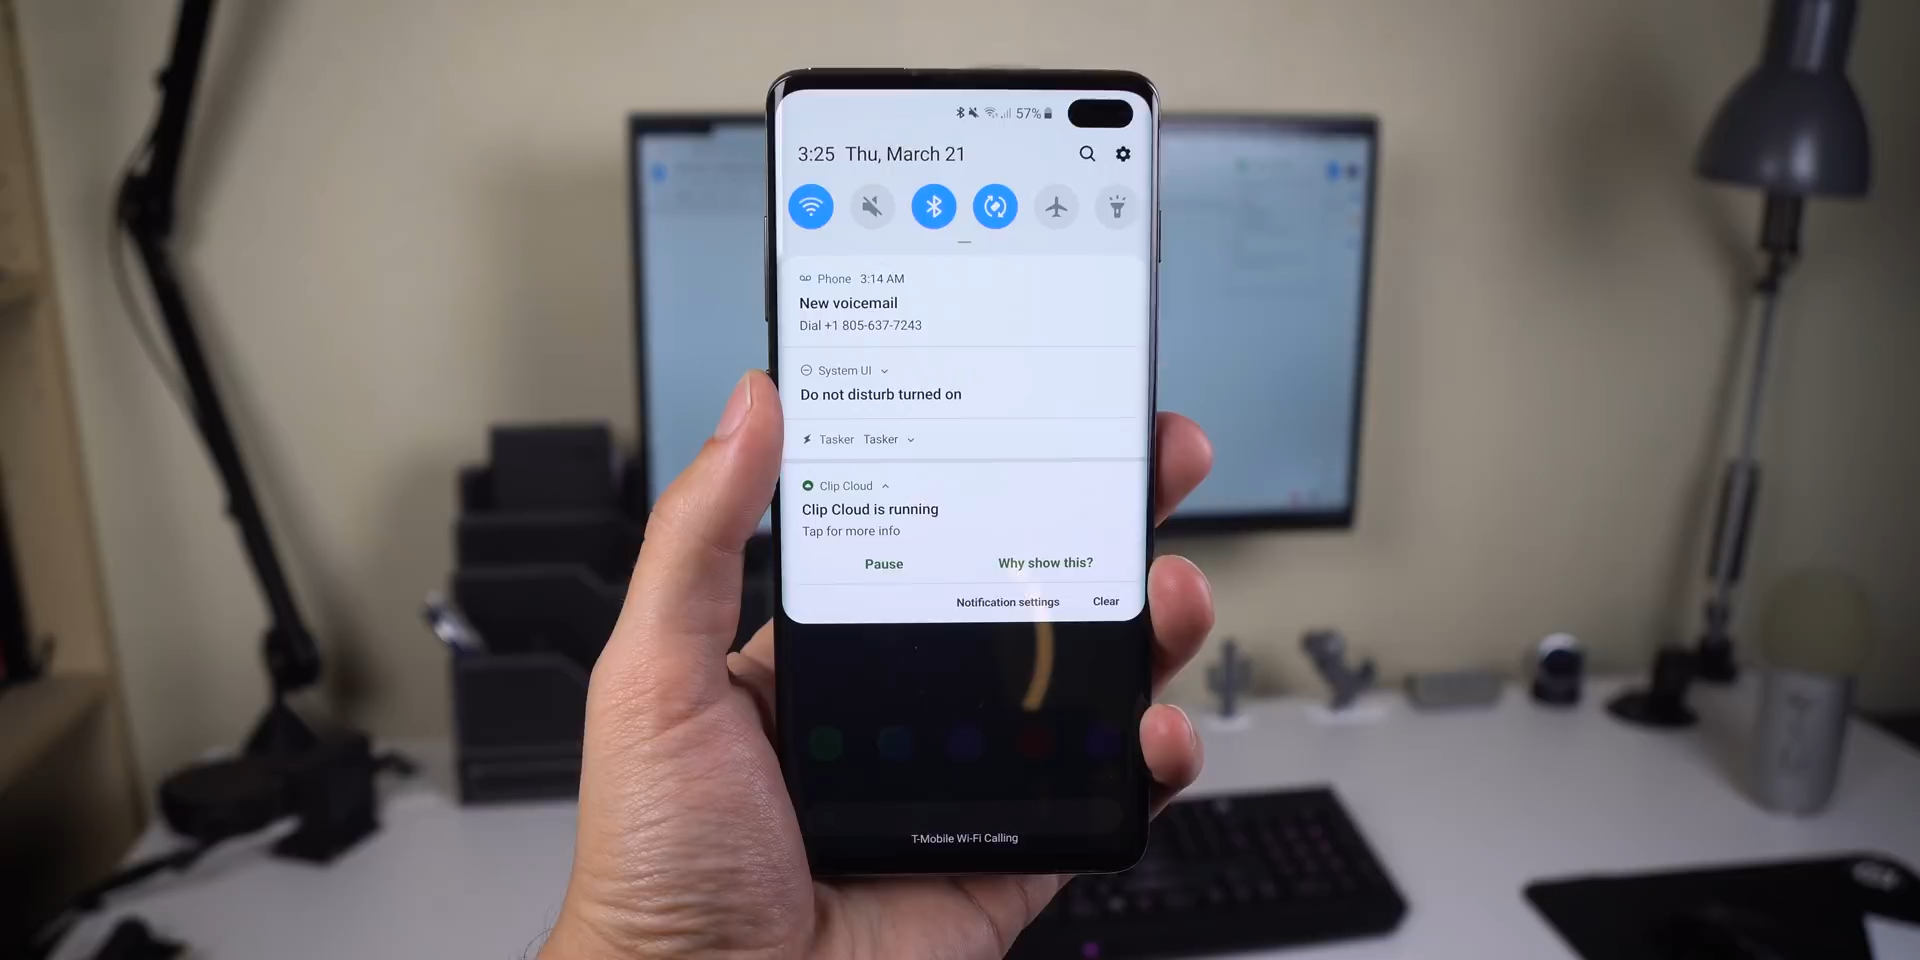 57%
3:25 Thu, March 21
Phone 3:14 AM
New voicemail
Dial +1 805-637-7243
System UI
Do not disturb turned on
Tasker Tasker
Clip Cloud
Clip Cloud is running
Tap for more info
Pause Why show this?
Notification settings Clear
T-Mobile Wi-Fi Calling